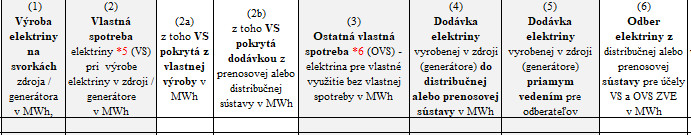 (1)
Výroba
elektriny
na
svorkách
zdroja /
generátora
v MWh,
(2)
Vlastná
spotreba
elektriny *5 (VS)
pri výrobe
elektriny v zdroji /
generátore
v MWh
(2a)
z toho VS
pokrytá z
vlastnej
výroby v
MWh
(2b)
z toho VS
pokrytá
dodávkou z
prenosovej alebo
distribučnej
sústavy v MWh
(3)
Ostatná vlastná
spotreba *6 (OVS) -
elektrina pre vlastné
využitie bez vlastnej
spotreby v MWh
(4)
Dodávka
elektriny
vyrobenej v zdroji
(generátore) do
distribučnej
alebo prenosovej
sústavy v MWh
(5)
Dodávka
elektriny
vyrobenej v zdroji
(generátore)
priamym
vedením pre
odberateľov
(6)
Odber
elektriny z
distribučnej alebo
prenosovej
sústavy pre účely
VS a OVS ZVE
v MWh